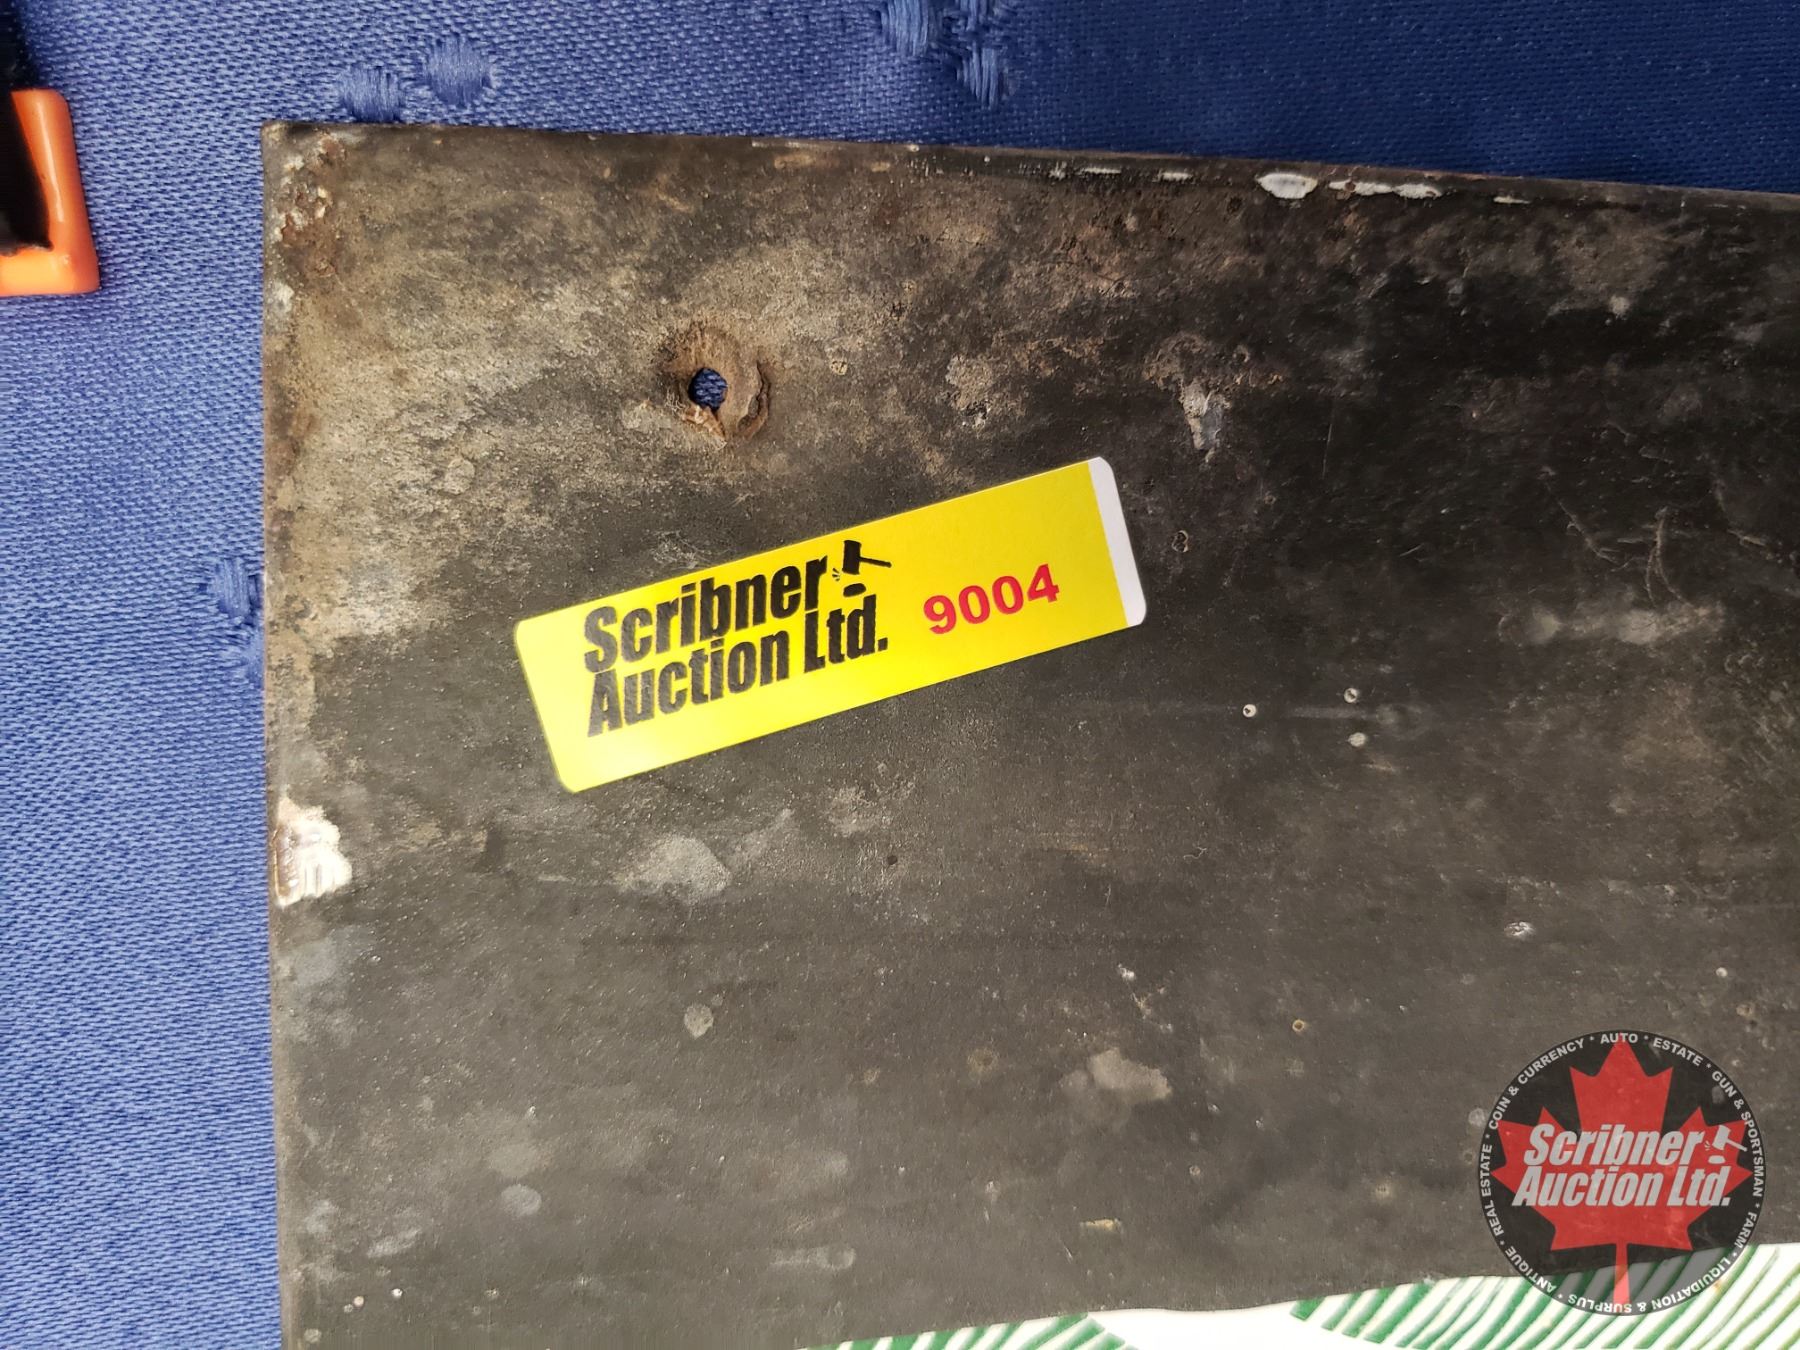 Scribner
Auction Ltd.
9004
COIN & CURRENCY * AUTO * ESTATE * GUN & SPORTSMAN * FARM * LIQUIDATION & SURPLUS * ANTIQUE * REAL ESTATE *
Scribner
Auction Ltd.